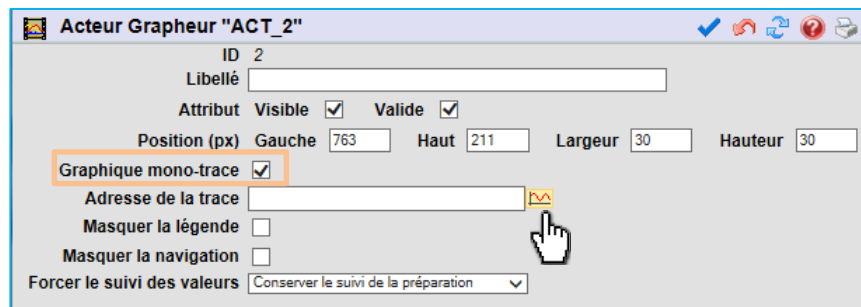 Acteur Grapheur "ACT_2"
ID 2
Libellé
Attribut Visible Valide
Position (px) Gauche 763 Haut 211 Largeur 30 Hauteur 30
Graphique mono-trace
Adresse de la trace
Masquer la légende
Masquer la navigation
Forcer le suivi des valeurs Conserver le suivi de la préparation